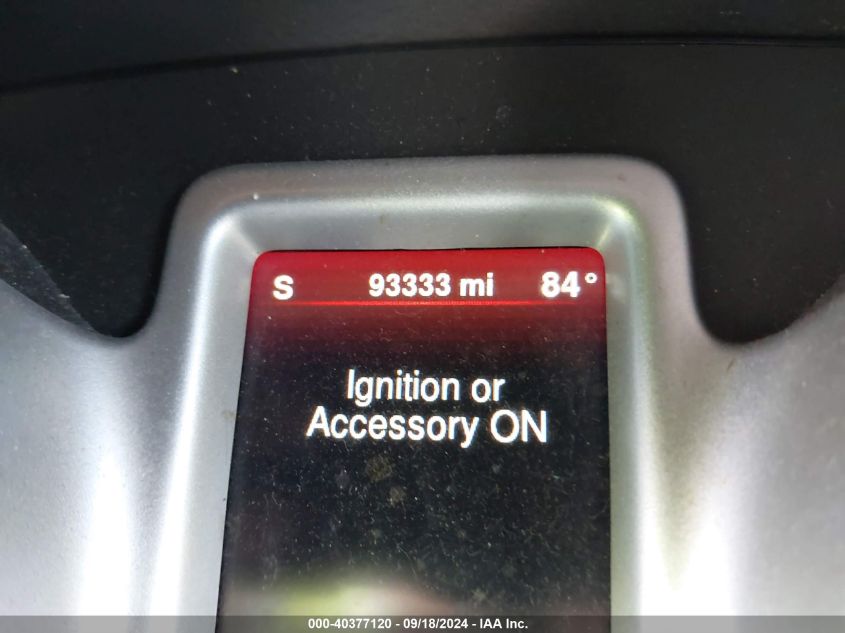 S 93333 mi 84°
Ignition or
Accessory ON
000-40377120 - 09/18/2024 - IAA Inc.